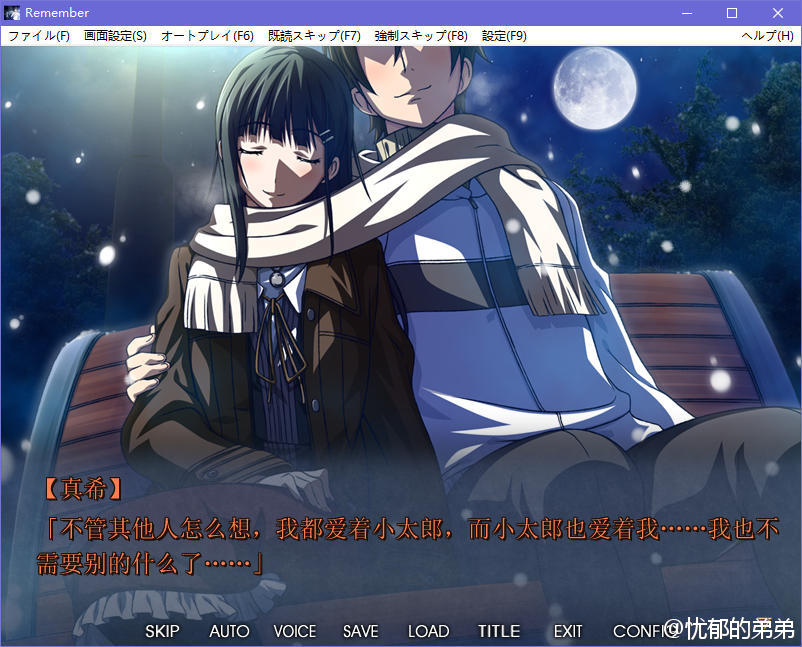 Remember
ファイル(F) 画面設定(S) オートプレイ(F6) 既読スキップ(F7) 強制スキップ(F8) 設定(F9) ヘルプ(H)
【真希】
「不管其他人怎么想，我都爱着小太郎，而小太郎也爱着我……我也不
需要别的什么了……」
SKIP AUTO VOICE SAVE LOAD TITLE EXIT CONFIG
@忧郁的弟弟